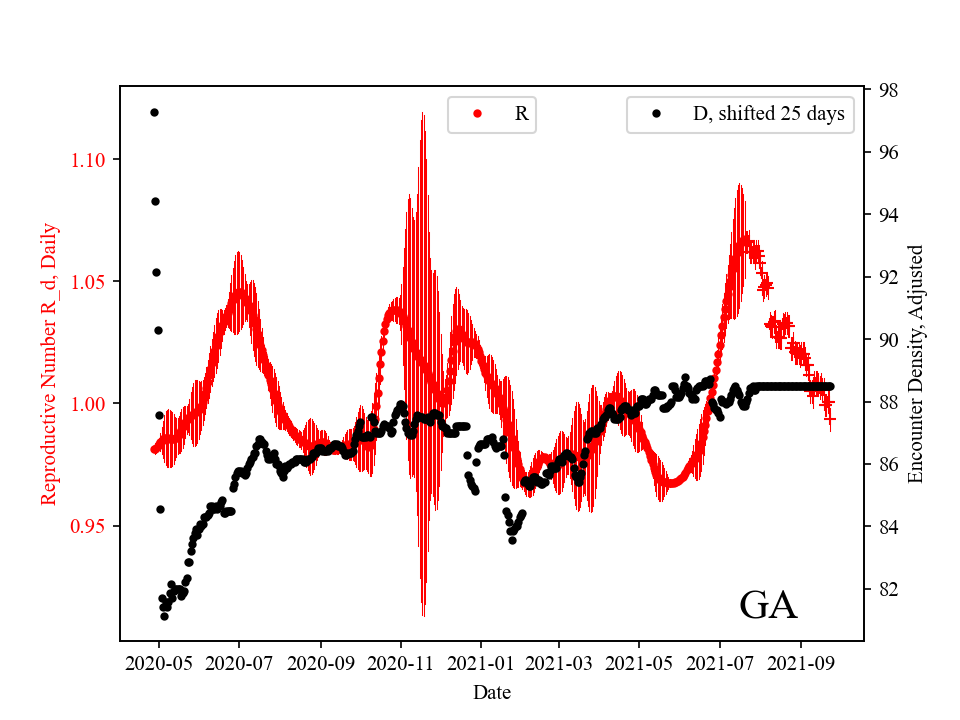 R
D, shifted 25 days
98
96
94
92
90
88
86
84
82
1.10
1.05
1.00
0.95
Reproductive Number R_d, Daily
Encounter Density, Adjusted
GA
2020-05 2020-07 2020-09 2020-11 2021-01 2021-03 2021-05 2021-07 2021-09
Date